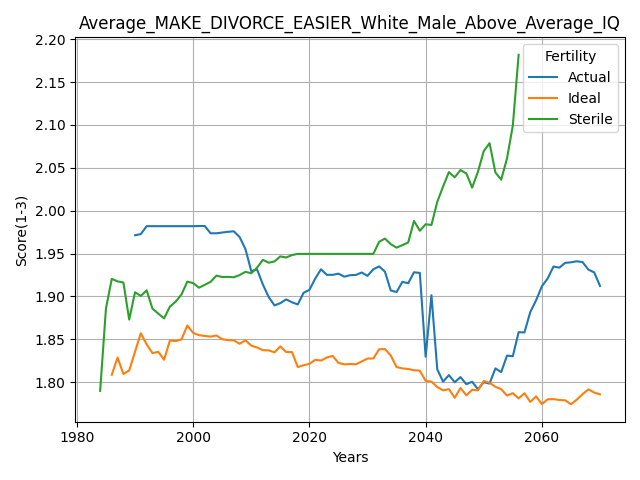 Average_MAKE_DIVORCE_EASIER_White_Male_Above_Average_IQ
2.20
2.15
2.10
2.05
2.00
1.95
1.90
1.85
1.80
Score(1-3)
Fertility
Actual
Ideal
Sterile
1980
2000
2020
2040
2060
Years